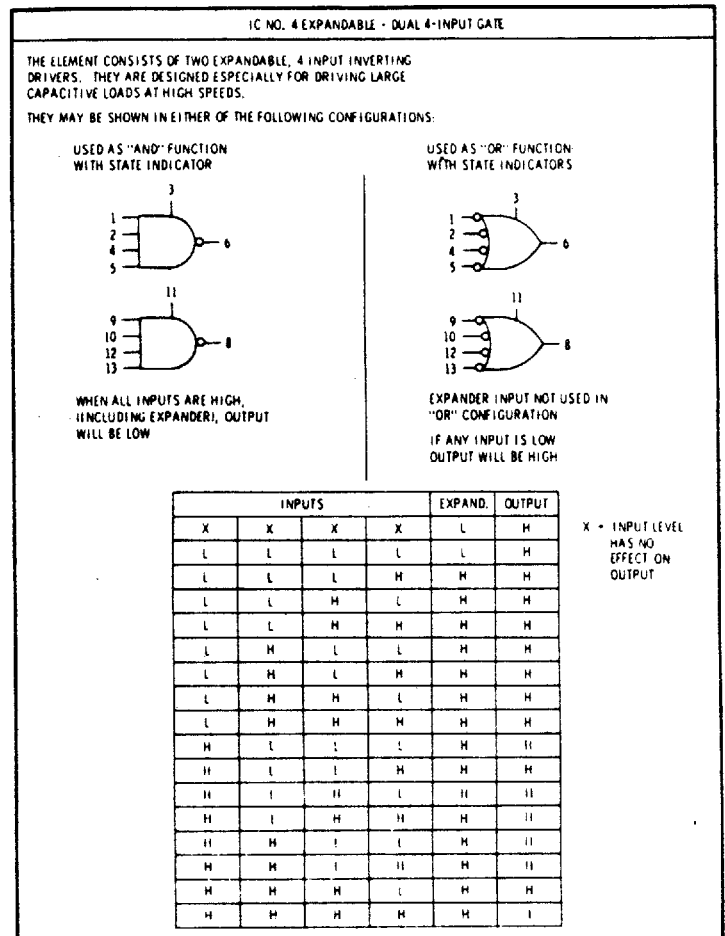 IC NO. 4 EXPANDABLE - DUAL 4-INPUT GATE
THE ELEMENT CONSISTS OF TWO EXPANDABLE, 4 INPUT INVERTING
DRIVERS. THEY ARE DESIGNED ESPECIALLY FOR DRIVING LARGE
CAPACITIVE LOADS AT HIGH SPEEDS.
THEY MAY BE SHOWN IN EITHER OF THE FOLLOWING CONFIGURATIONS:
USED AS "AND" FUNCTION
WITH STATE INDICATOR
3
1
2
4
5
6
11
9
10
12
13
8
WHEN ALL INPUTS ARE HIGH,
(INCLUDING EXPANDER), OUTPUT
WILL BE LOW
USED AS "OR" FUNCTION
WITH STATE INDICATORS
3
1
2
4
5
6
11
9
10
12
13
8
EXPANDER INPUT NOT USED IN
"OR" CONFIGURATION
IF ANY INPUT IS LOW
OUTPUT WILL BE HIGH
INPUTS EXPAND. OUTPUT
X X X X L H
L L L L L H
L L L H H H
L L H L H H
L L H H H H
L H L L H H
L H L H H H
L H H L H H
L H H H H H
H L L L H H
H L L H H H
H L H L H H
H L H H H H
H H L L H H
H H L H H H
H H H L H H
H H H H H L
X = INPUT LEVEL
HAS NO
EFFECT ON
OUTPUT